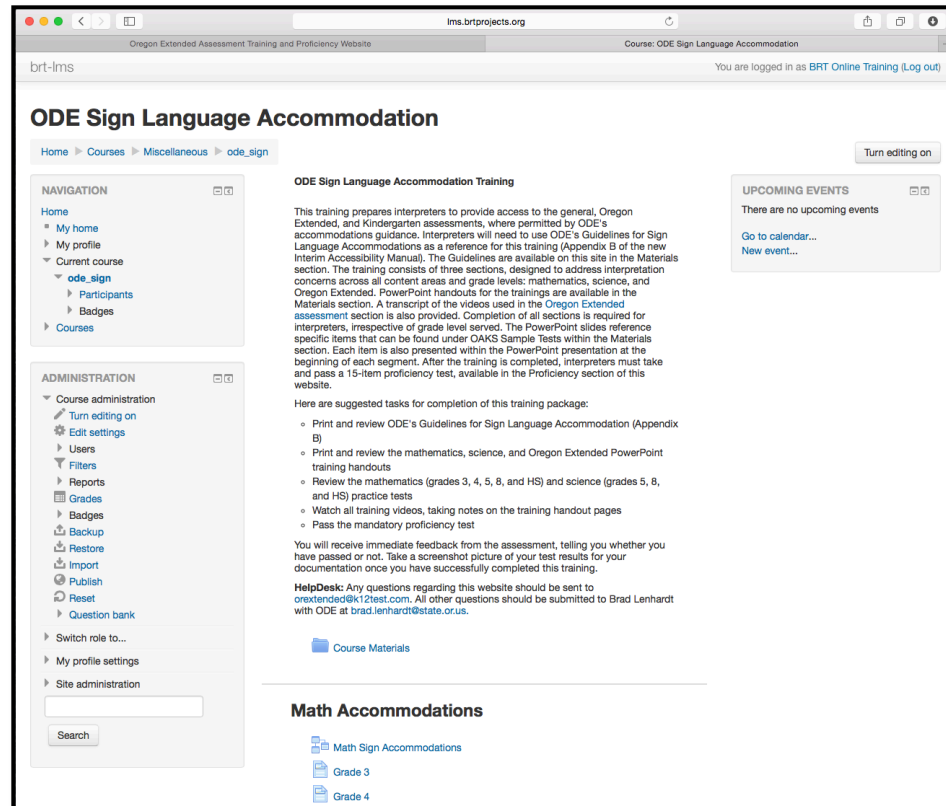 lms.brtprojects.org
Oregon Extended Assessment Training and Proficiency Website
Course: ODE Sign Language Accommodation
brt-lms
You are logged in as BRT Online Training (Log out)
ODE Sign Language Accommodation
Home Courses Miscellaneous ode_sign
Turn editing on
NAVIGATION
Home
My home
My profile
Current course
ode_sign
Participants
Badges
Courses
ADMINISTRATION
Course administration
Turn editing on
Edit settings
Users
Filters
Reports
Grades
Badges
Backup
Restore
Import
Publish
Reset
Question bank
Switch role to...
My profile settings
Site administration
Search
ODE Sign Language Accommodation Training
This training prepares interpreters to provide access to the general, Oregon
Extended, and Kindergarten assessments, where permitted by ODE's
accommodations guidance. Interpreters will need to use ODE's Guidelines for Sign
Language Accommodations as a reference for this training (Appendix B of the new
Interim Accessibility Manual). The Guidelines are available on this site in the Materials
section. The training consists of three sections, designed to address interpretation
concerns across all content areas and grade levels: mathematics, science, and
Oregon Extended. PowerPoint handouts for the trainings are available in the
Materials section. A transcript of the videos used in the Oregon Extended
assessment section is also provided. Completion of all sections is required for
interpreters, irrespective of grade level served. The PowerPoint slides reference
specific items that can be found under OAKS Sample Tests within the Materials
section. Each item is also presented within the PowerPoint presentation at the
beginning of each segment. After the training is completed, interpreters must take
and pass a 15-item proficiency test, available in the Proficiency section of this
website.
Here are suggested tasks for completion of this training package:
Print and review ODE's Guidelines for Sign Language Accommodation (Appendix
B)
Print and review the mathematics, science, and Oregon Extended PowerPoint
training handouts
Review the mathematics (grades 3, 4, 5, 8, and HS) and science (grades 5, 8,
and HS) practice tests
Watch all training videos, taking notes on the training handout pages
Pass the mandatory proficiency test
You will receive immediate feedback from the assessment, telling you whether you
have passed or not. Take a screenshot picture of your test results for your
documentation once you have successfully completed this training.
HelpDesk: Any questions regarding this website should be sent to
orextended@k12test.com. All other questions should be submitted to Brad Lenhardt
with ODE at brad.lenhardt@state.or.us.
Course Materials
Math Accommodations
Math Sign Accommodations
Grade 3
Grade 4
UPCOMING EVENTS
There are no upcoming events
Go to calendar...
New event...